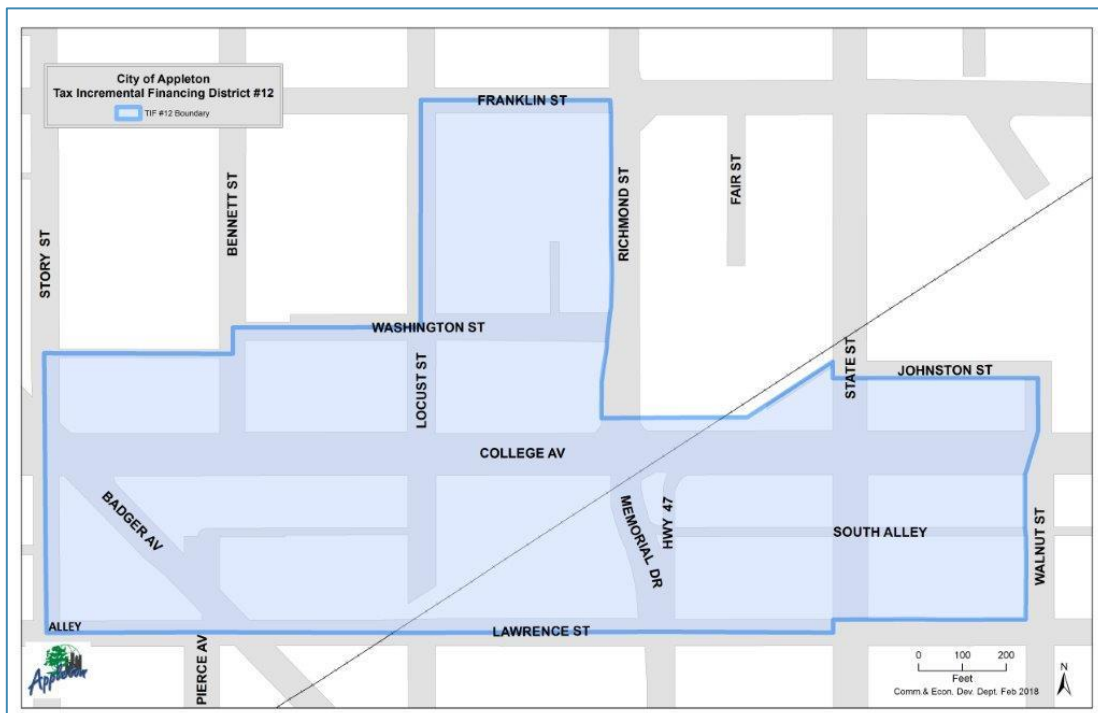 City of Appleton
Tax Incremental Financing District #12
TIF #12 Boundary
FRANKLIN ST
STORY ST
BENNETT ST
RICHMOND ST
FAIR ST
WASHINGTON ST
LOCUST ST
STATE ST
JOHNSTON ST
COLLEGE AV
BADGER AV
MEMORIAL DR
HWY 47
SOUTH ALLEY
WALNUT ST
ALLEY
LAWRENCE ST
PIERCE AV
Appleton
0 100 200
Feet
Comm.& Econ. Dev. Dept. Feb 2018
N